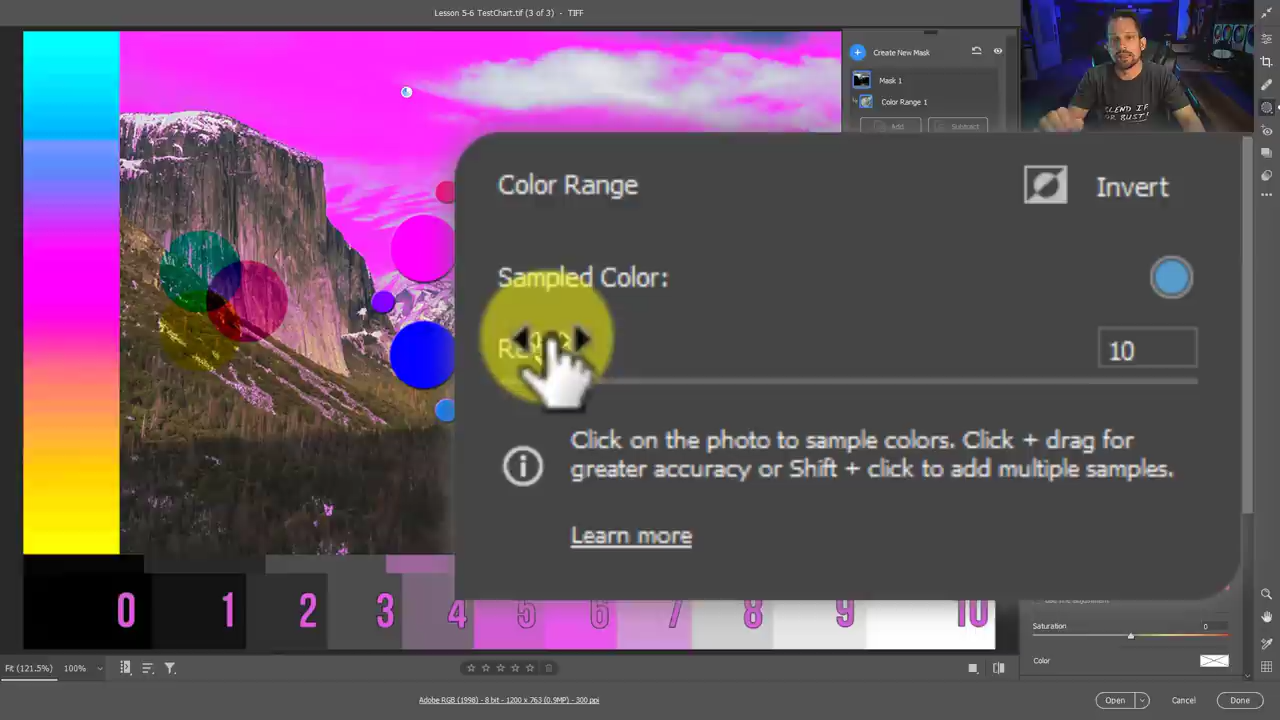 Lesson 5-6 TestChart.tif (3 of 3) - TIFF
Create New Mask
Mask 1
Color Range 1
Add
Subtract
BLEND IF
OR BUST!
Color Range
Invert
Sampled Color:
10
Click on the photo to sample colors. Click + drag for
greater accuracy or Shift + click to add multiple samples.
Learn more
0 1 2 3 4 5 6 7 8 9 10
Saturation 0
Color
Fit (121.5%) 100%
Adobe RGB (1998) - 8 bit - 1200 x 763 (0.9MP) - 300 ppi
Open
Cancel
Done